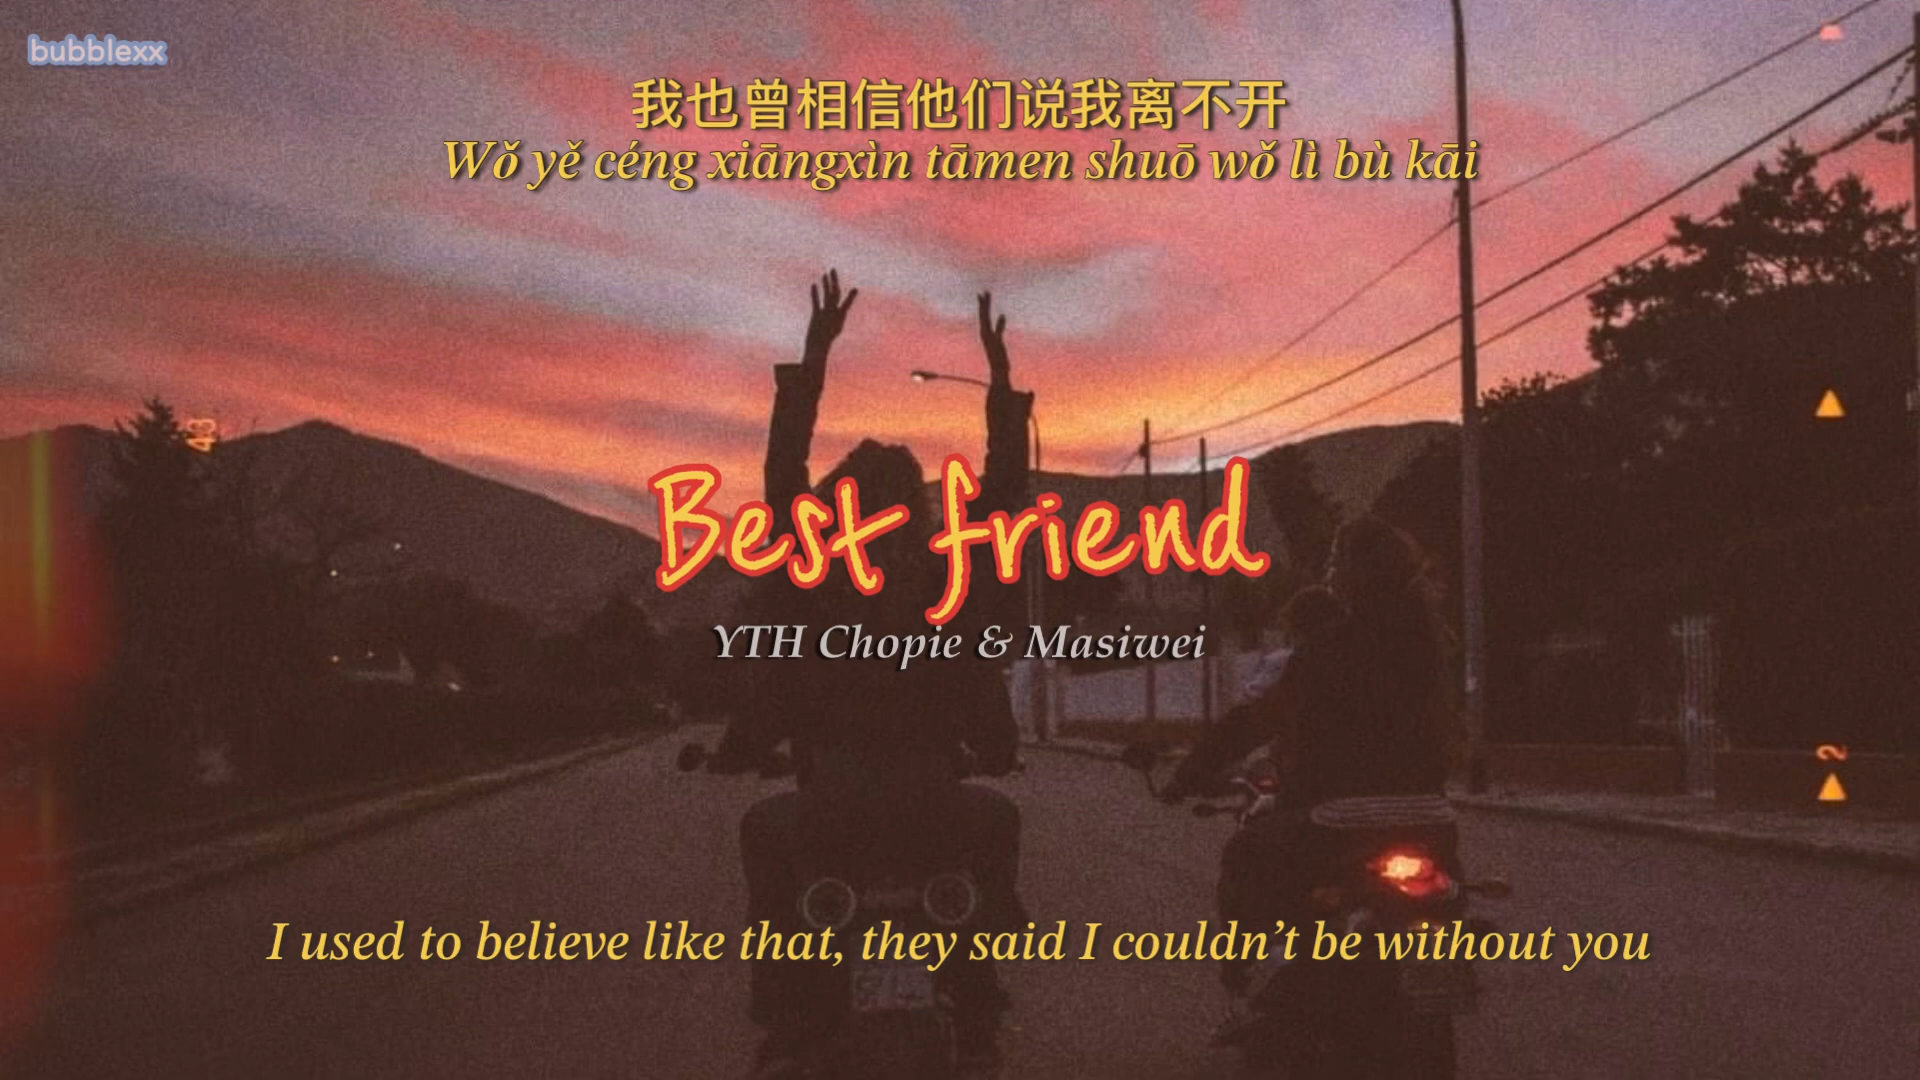 bubblexx
我也曾相信他们说我离不开
Wǒ yě céng xiāngxìn tāmen shuō wǒ lì bù kāi
43
Best friend
YTH Chopie & Masiwei
2
I used to believe like that, they said I couldn't be without you